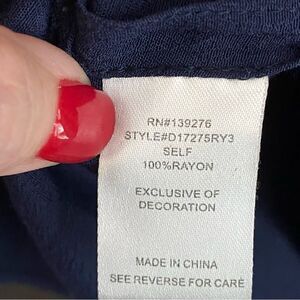 RN#139276
STYLE#D17275RY3
SELF
100%RAYON
EXCLUSIVE OF
DECORATION
MADE IN CHINA
SEE REVERSE FOR CARE